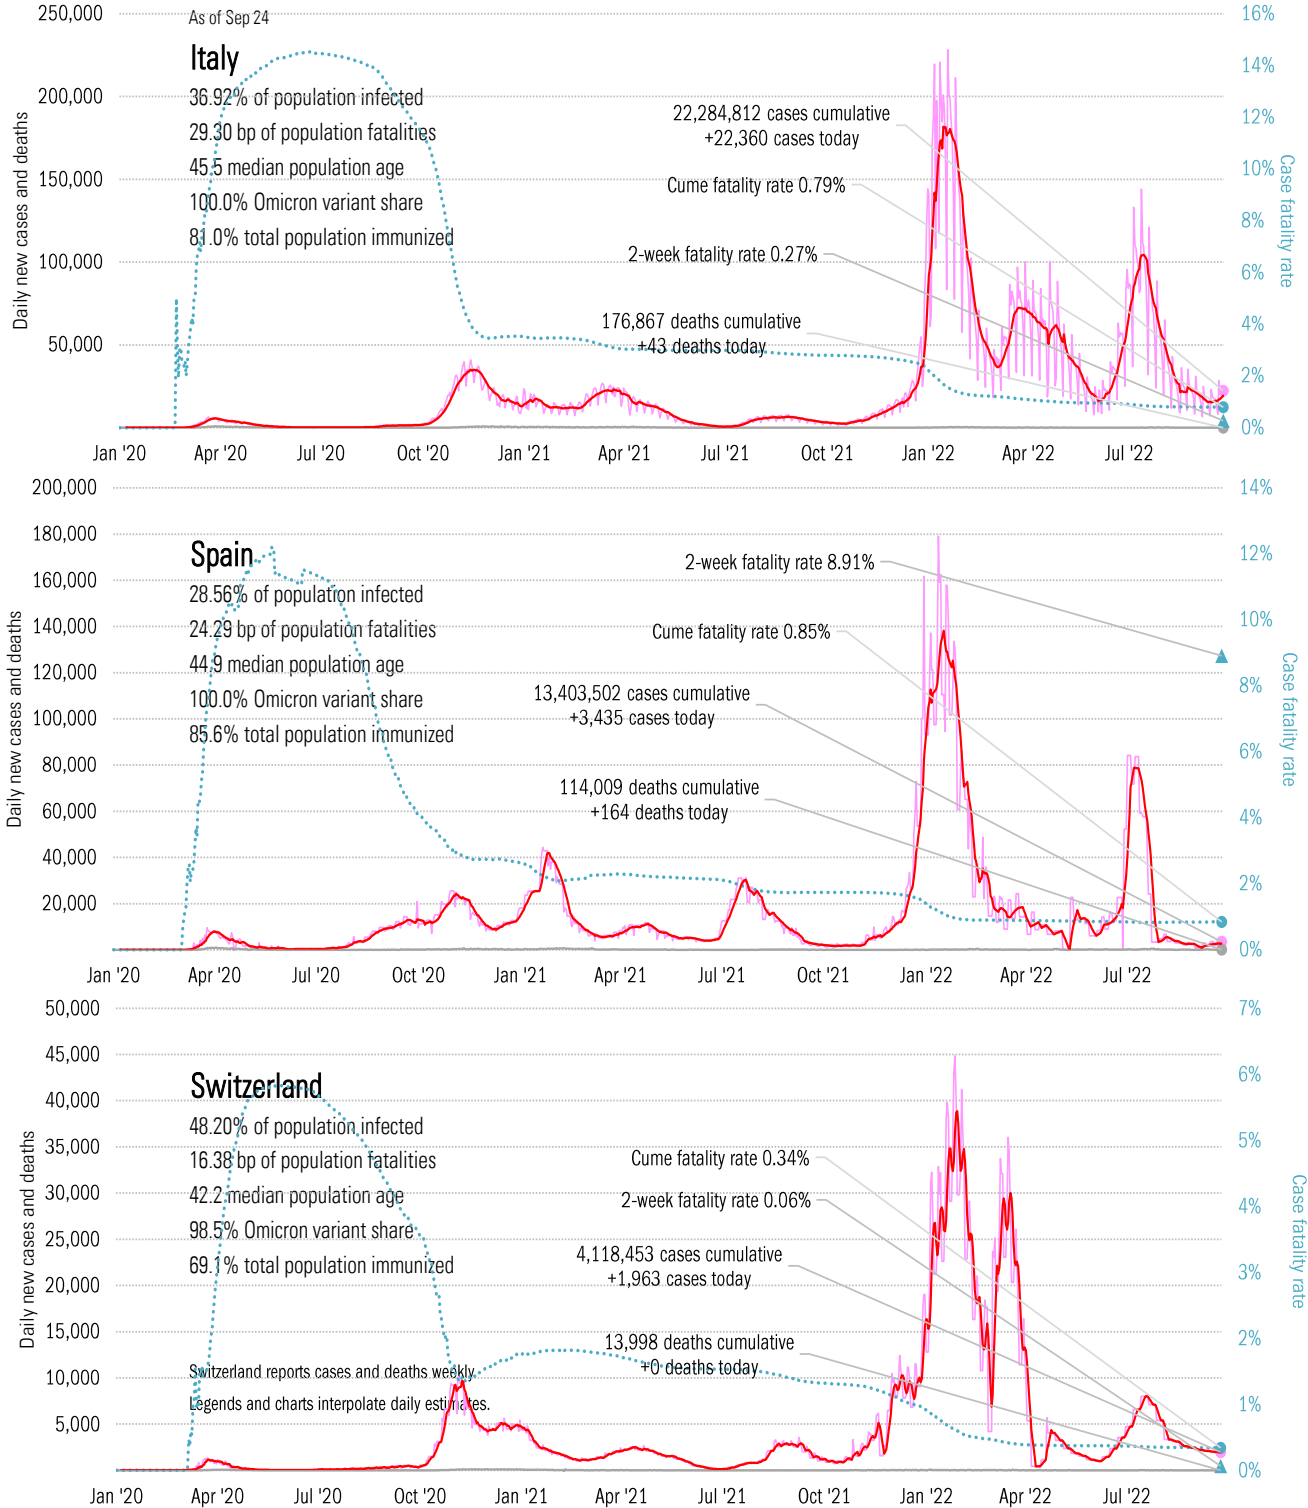 As of Sep 24
Italy
36.92% of population infected
29.30 bp of population fatalities
45.5 median population age
100.0% Omicron variant share
81.0% total population immunized
22,284,812 cases cumulative
+22,360 cases today
Cume fatality rate 0.79%
2-week fatality rate 0.27%
176,867 deaths cumulative
+43 deaths today
Daily new cases and deaths
250,000
200,000
150,000
100,000
50,000
Case fatality rate
16%
14%
12%
10%
8%
6%
4%
2%
0%
Jan '20 Apr '20 Jul '20 Oct '20 Jan '21 Apr '21 Jul '21 Oct '21 Jan '22 Apr '22 Jul '22
Spain
28.56% of population infected
24.29 bp of population fatalities
44.9 median population age
100.0% Omicron variant share
85.6% total population immunized
2-week fatality rate 8.91%
Cume fatality rate 0.85%
13,403,502 cases cumulative
+3,435 cases today
114,009 deaths cumulative
+164 deaths today
Daily new cases and deaths
200,000
180,000
160,000
140,000
120,000
100,000
80,000
60,000
40,000
20,000
Case fatality rate
14%
12%
10%
8%
6%
4%
2%
0%
Jan '20 Apr '20 Jul '20 Oct '20 Jan '21 Apr '21 Jul '21 Oct '21 Jan '22 Apr '22 Jul '22
Switzerland
48.20% of population infected
16.38 bp of population fatalities
42.2 median population age
98.5% Omicron variant share
69.1% total population immunized
Switzerland reports cases and deaths weekly.
Legends and charts interpolate daily estimates.
Cume fatality rate 0.34%
2-week fatality rate 0.06%
4,118,453 cases cumulative
+1,963 cases today
13,998 deaths cumulative
+0 deaths today
Daily new cases and deaths
50,000
45,000
40,000
35,000
30,000
25,000
20,000
15,000
10,000
5,000
Case fatality rate
7%
6%
5%
4%
3%
2%
1%
0%
Jan '20 Apr '20 Jul '20 Oct '20 Jan '21 Apr '21 Jul '21 Oct '21 Jan '22 Apr '22 Jul '22